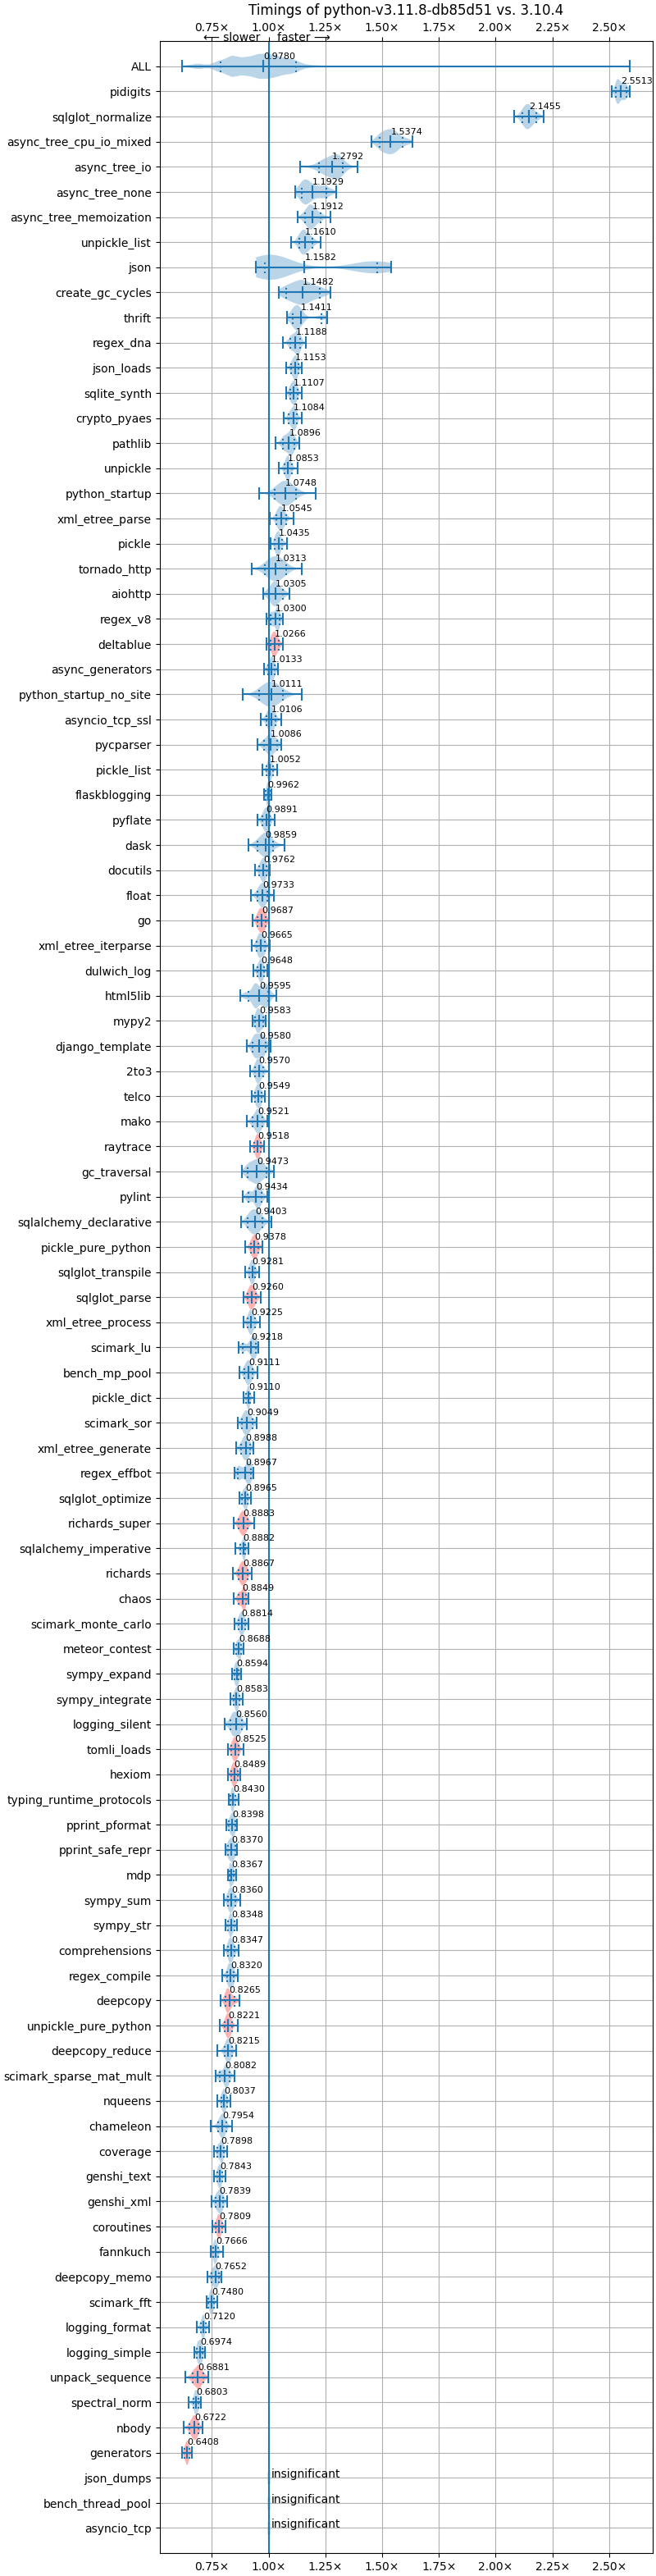 Timings of python-v3.11.8-db85d51 vs. 3.10.4
0.75× 1.00× 1.25× 1.50× 1.75× 2.00× 2.25× 2.50×
← slower faster →
ALL 0.9780
pidigits 2.5513
sqlglot_normalize 2.1455
async_tree_cpu_io_mixed 1.5374
async_tree_io 1.2792
async_tree_none 1.1929
async_tree_memoization 1.1912
unpickle_list 1.1610
json 1.1582
create_gc_cycles 1.1482
thrift 1.1411
regex_dna 1.1188
json_loads 1.1153
sqlite_synth 1.1107
crypto_pyaes 1.1084
pathlib 1.0896
unpickle 1.0853
python_startup 1.0748
xml_etree_parse 1.0545
pickle 1.0435
tornado_http 1.0313
aiohttp 1.0305
regex_v8 1.0300
deltablue 1.0266
async_generators 1.0133
python_startup_no_site 1.0111
asyncio_tcp_ssl 1.0106
pycparser 1.0086
pickle_list 1.0052
flaskblogging 0.9962
pyflate 0.9891
dask 0.9859
docutils 0.9762
float 0.9733
go 0.9687
xml_etree_iterparse 0.9665
dulwich_log 0.9648
html5lib 0.9595
mypy2 0.9583
django_template 0.9580
2to3 0.9570
telco 0.9549
mako 0.9521
raytrace 0.9518
gc_traversal 0.9473
pylint 0.9434
sqlalchemy_declarative 0.9403
pickle_pure_python 0.9378
sqlglot_transpile 0.9281
sqlglot_parse 0.9260
xml_etree_process 0.9225
scimark_lu 0.9218
bench_mp_pool 0.9111
pickle_dict 0.9110
scimark_sor 0.9049
xml_etree_generate 0.8988
regex_effbot 0.8967
sqlglot_optimize 0.8965
richards_super 0.8883
sqlalchemy_imperative 0.8882
richards 0.8867
chaos 0.8849
scimark_monte_carlo 0.8814
meteor_contest 0.8688
sympy_expand 0.8594
sympy_integrate 0.8583
logging_silent 0.8560
tomli_loads 0.8525
hexiom 0.8489
typing_runtime_protocols 0.8430
pprint_pformat 0.8398
pprint_safe_repr 0.8370
mdp 0.8367
sympy_sum 0.8360
sympy_str 0.8348
comprehensions 0.8347
regex_compile 0.8320
deepcopy 0.8265
unpickle_pure_python 0.8221
deepcopy_reduce 0.8215
scimark_sparse_mat_mult 0.8082
nqueens 0.8037
chameleon 0.7954
coverage 0.7898
genshi_text 0.7843
genshi_xml 0.7839
coroutines 0.7809
fannkuch 0.7666
deepcopy_memo 0.7652
scimark_fft 0.7480
logging_format 0.7120
logging_simple 0.6974
unpack_sequence 0.6881
spectral_norm 0.6803
nbody 0.6722
generators 0.6408
json_dumps insignificant
bench_thread_pool insignificant
asyncio_tcp insignificant
0.75× 1.00× 1.25× 1.50× 1.75× 2.00× 2.25× 2.50×